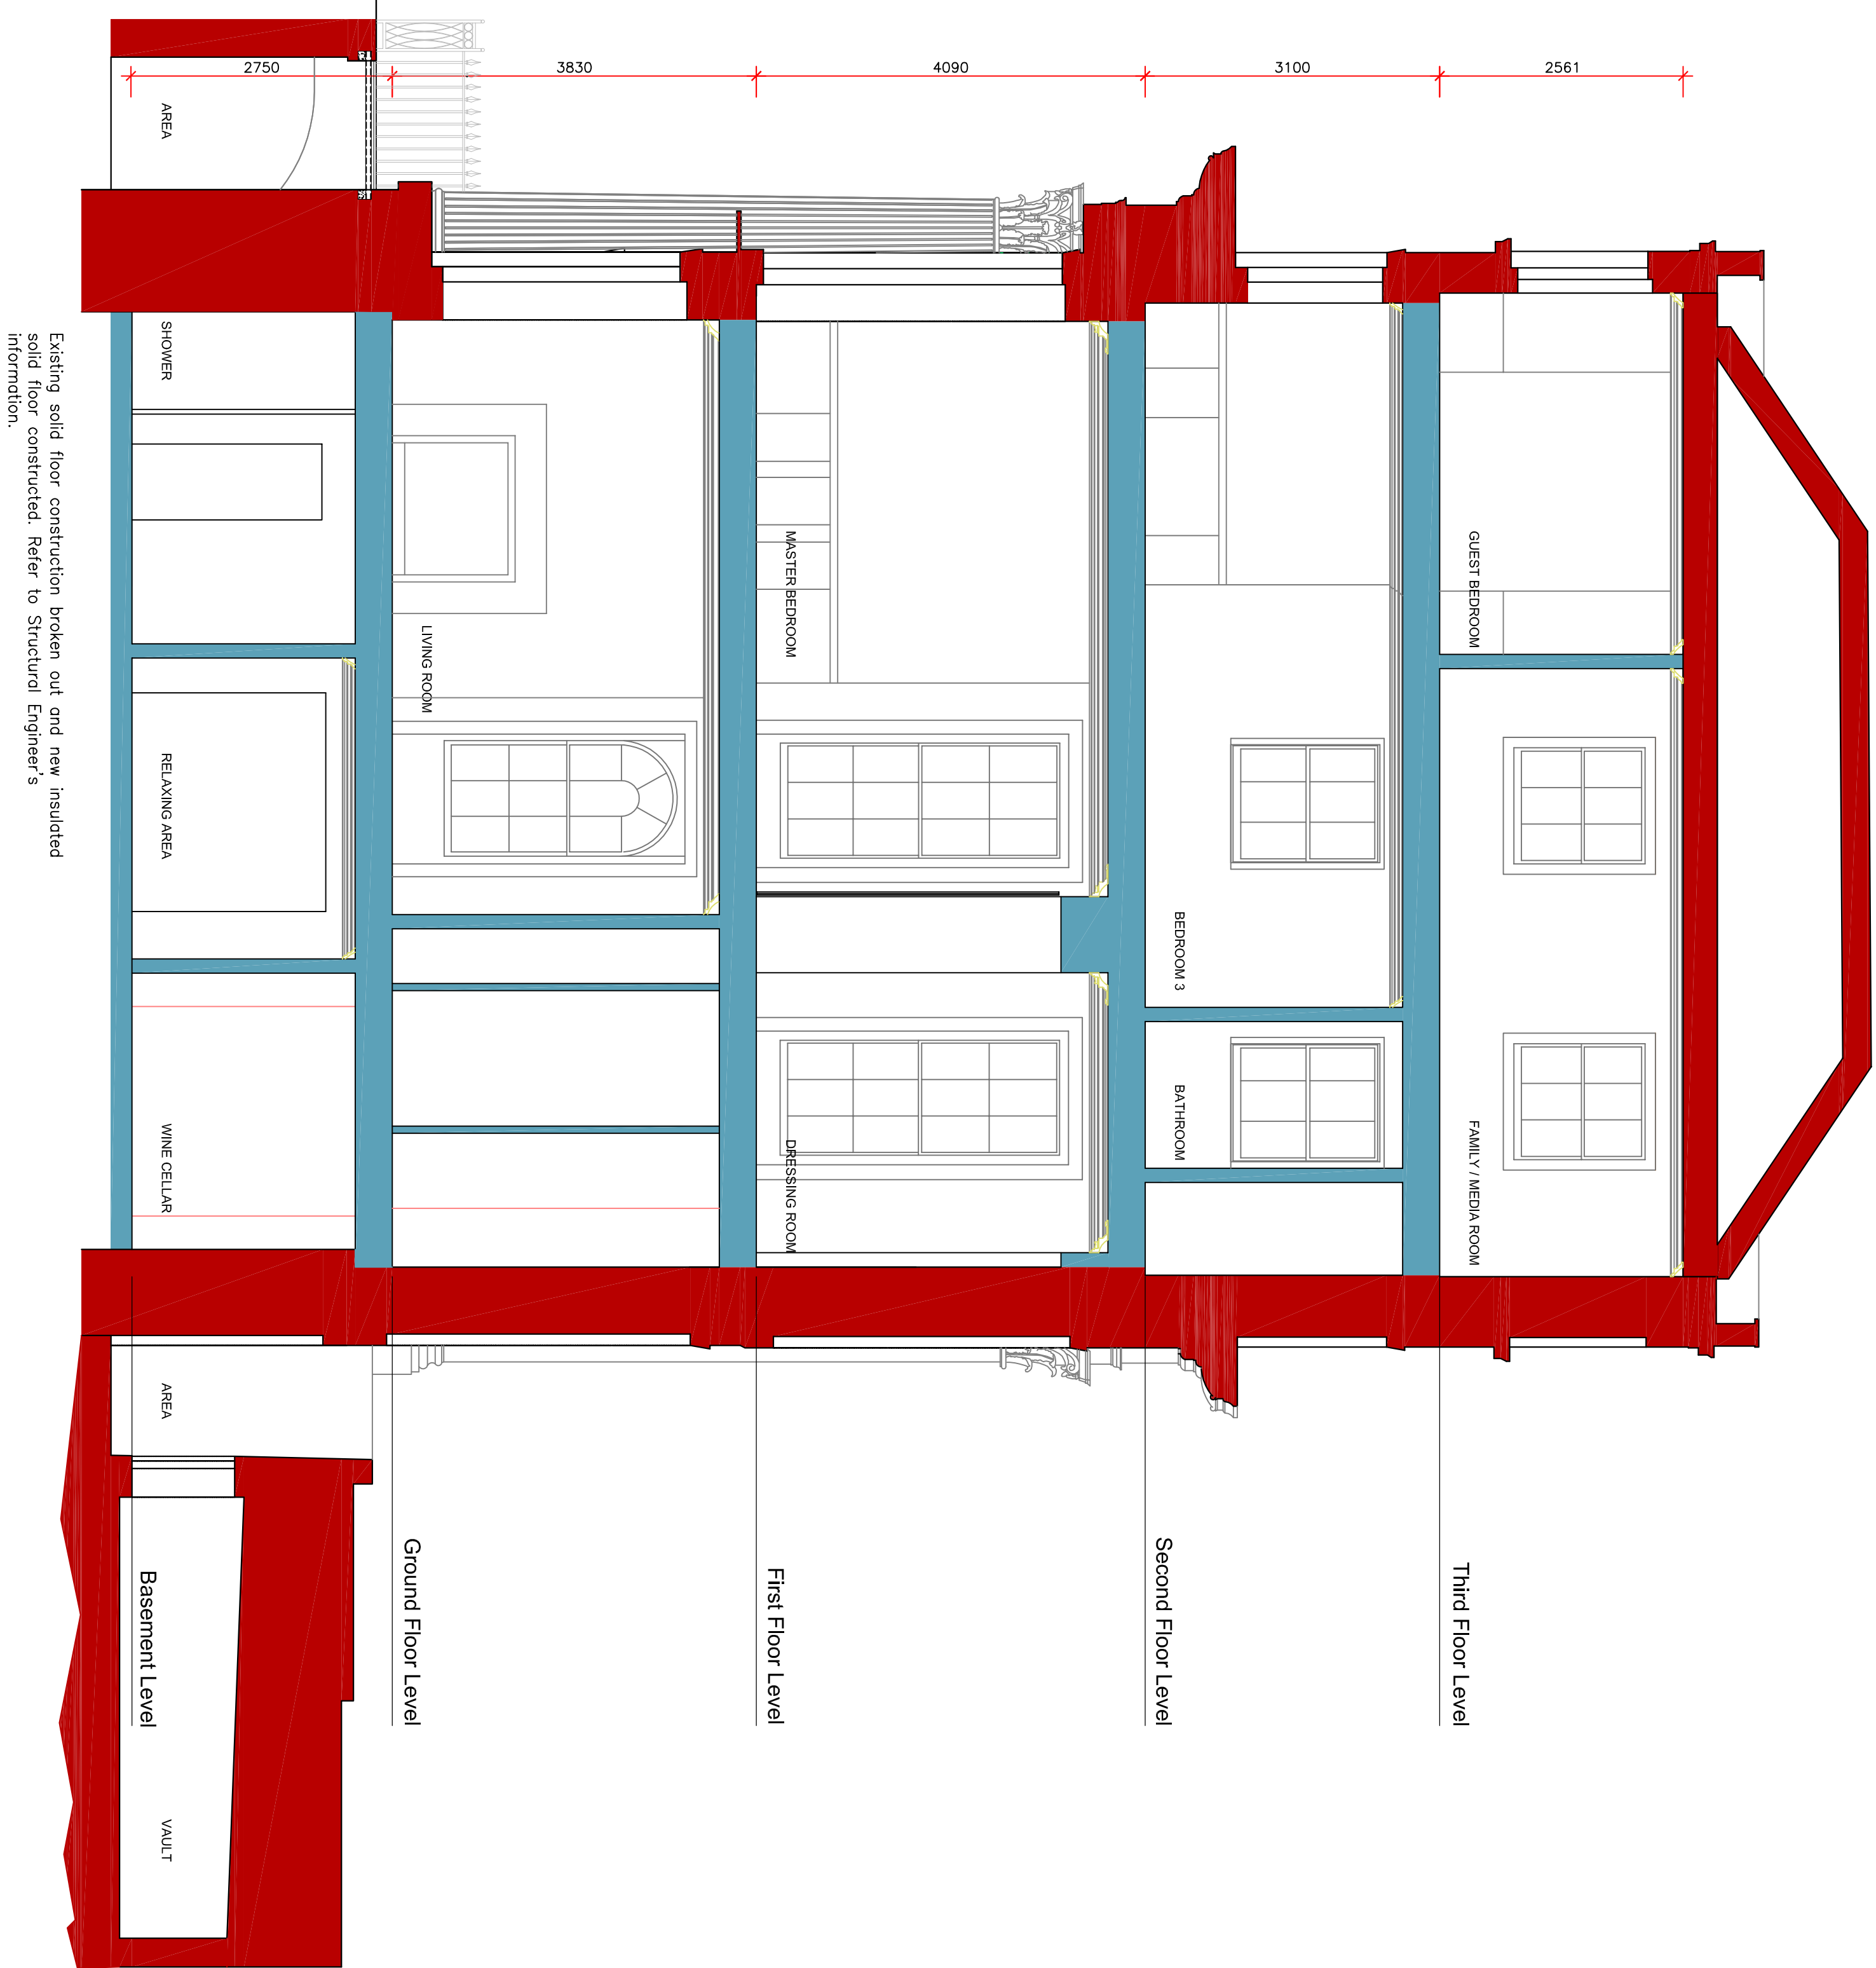 2561
3100
4090
3830
2750
GUEST BEDROOM
FAMILY / MEDIA ROOM
Third Floor Level
BEDROOM 3
BATHROOM
Second Floor Level
MASTER BEDROOM
DRESSING ROOM
First Floor Level
LIVING ROOM
Ground Floor Level
AREA
SHOWER
RELAXING AREA
WINE CELLAR
AREA
VAULT
Basement Level
Existing solid floor construction broken out and new insulated
solid floor constructed. Refer to Structural Engineer's
information.